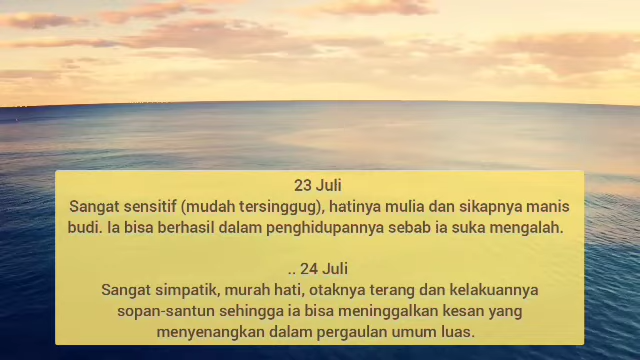 23 Juli
Sangat sensitif (mudah tersinggug), hatinya mulia dan sikapnya manis
budi. Ia bisa berhasil dalam penghidupannya sebab ia suka mengalah.
.. 24 Juli
Sangat simpatik, murah hati, otaknya terang dan kelakuannya
sopan-santun sehingga ia bisa meninggalkan kesan yang
menyenangkan dalam pergaulan umum luas.